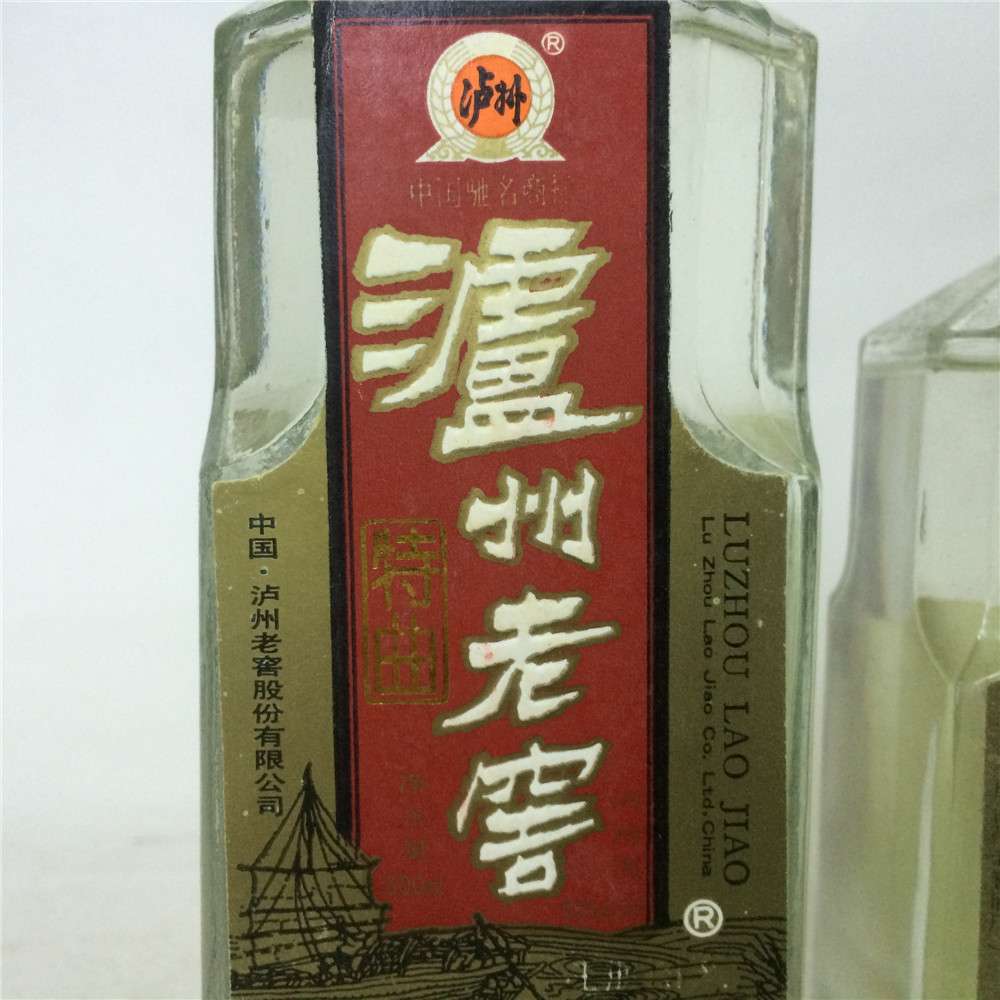 泸州
®
中国驰名商标
瀘州老窖
特曲
中国·泸州老窖股份有限公司
LUZHOU LAO JIAO
Lu Zhou Lao Jiao Co. Ltd,China
®